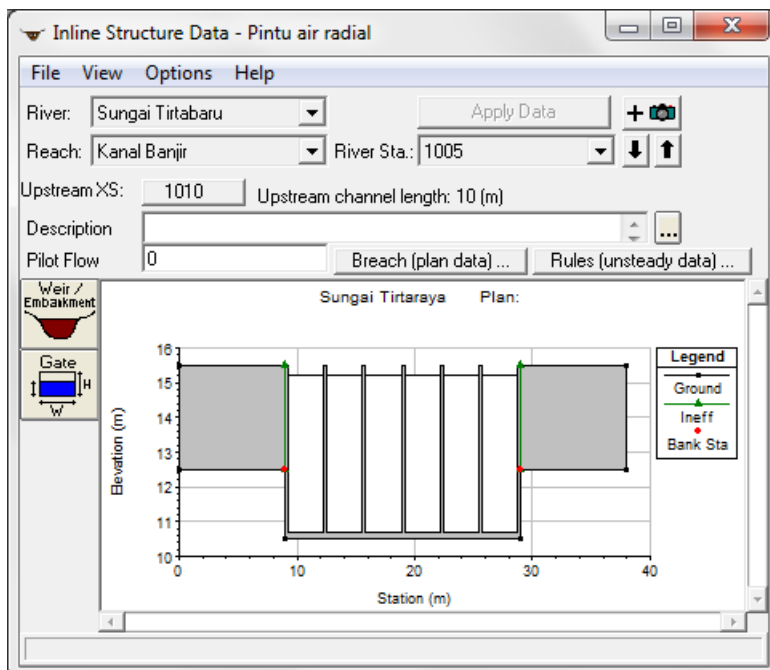 Inline Structure Data - Pintu air radial
File View Options Help
River: Sungai Tirtabaru Apply Data +
Reach: Kanal Banjir River Sta.: 1005
Upstream XS: 1010 Upstream channel length: 10 (m)
Description ...
Pilot Flow 0 Breach (plan data) ... Rules (unsteady data) ...
Weir /
Embankment
Gate
H
W
Sungai Tirtaraya Plan:
Legend
Ground
Ineff
Bank Sta
Elevation (m)
16
15
14
13
12
11
10
0 10 20 30 40
Station (m)